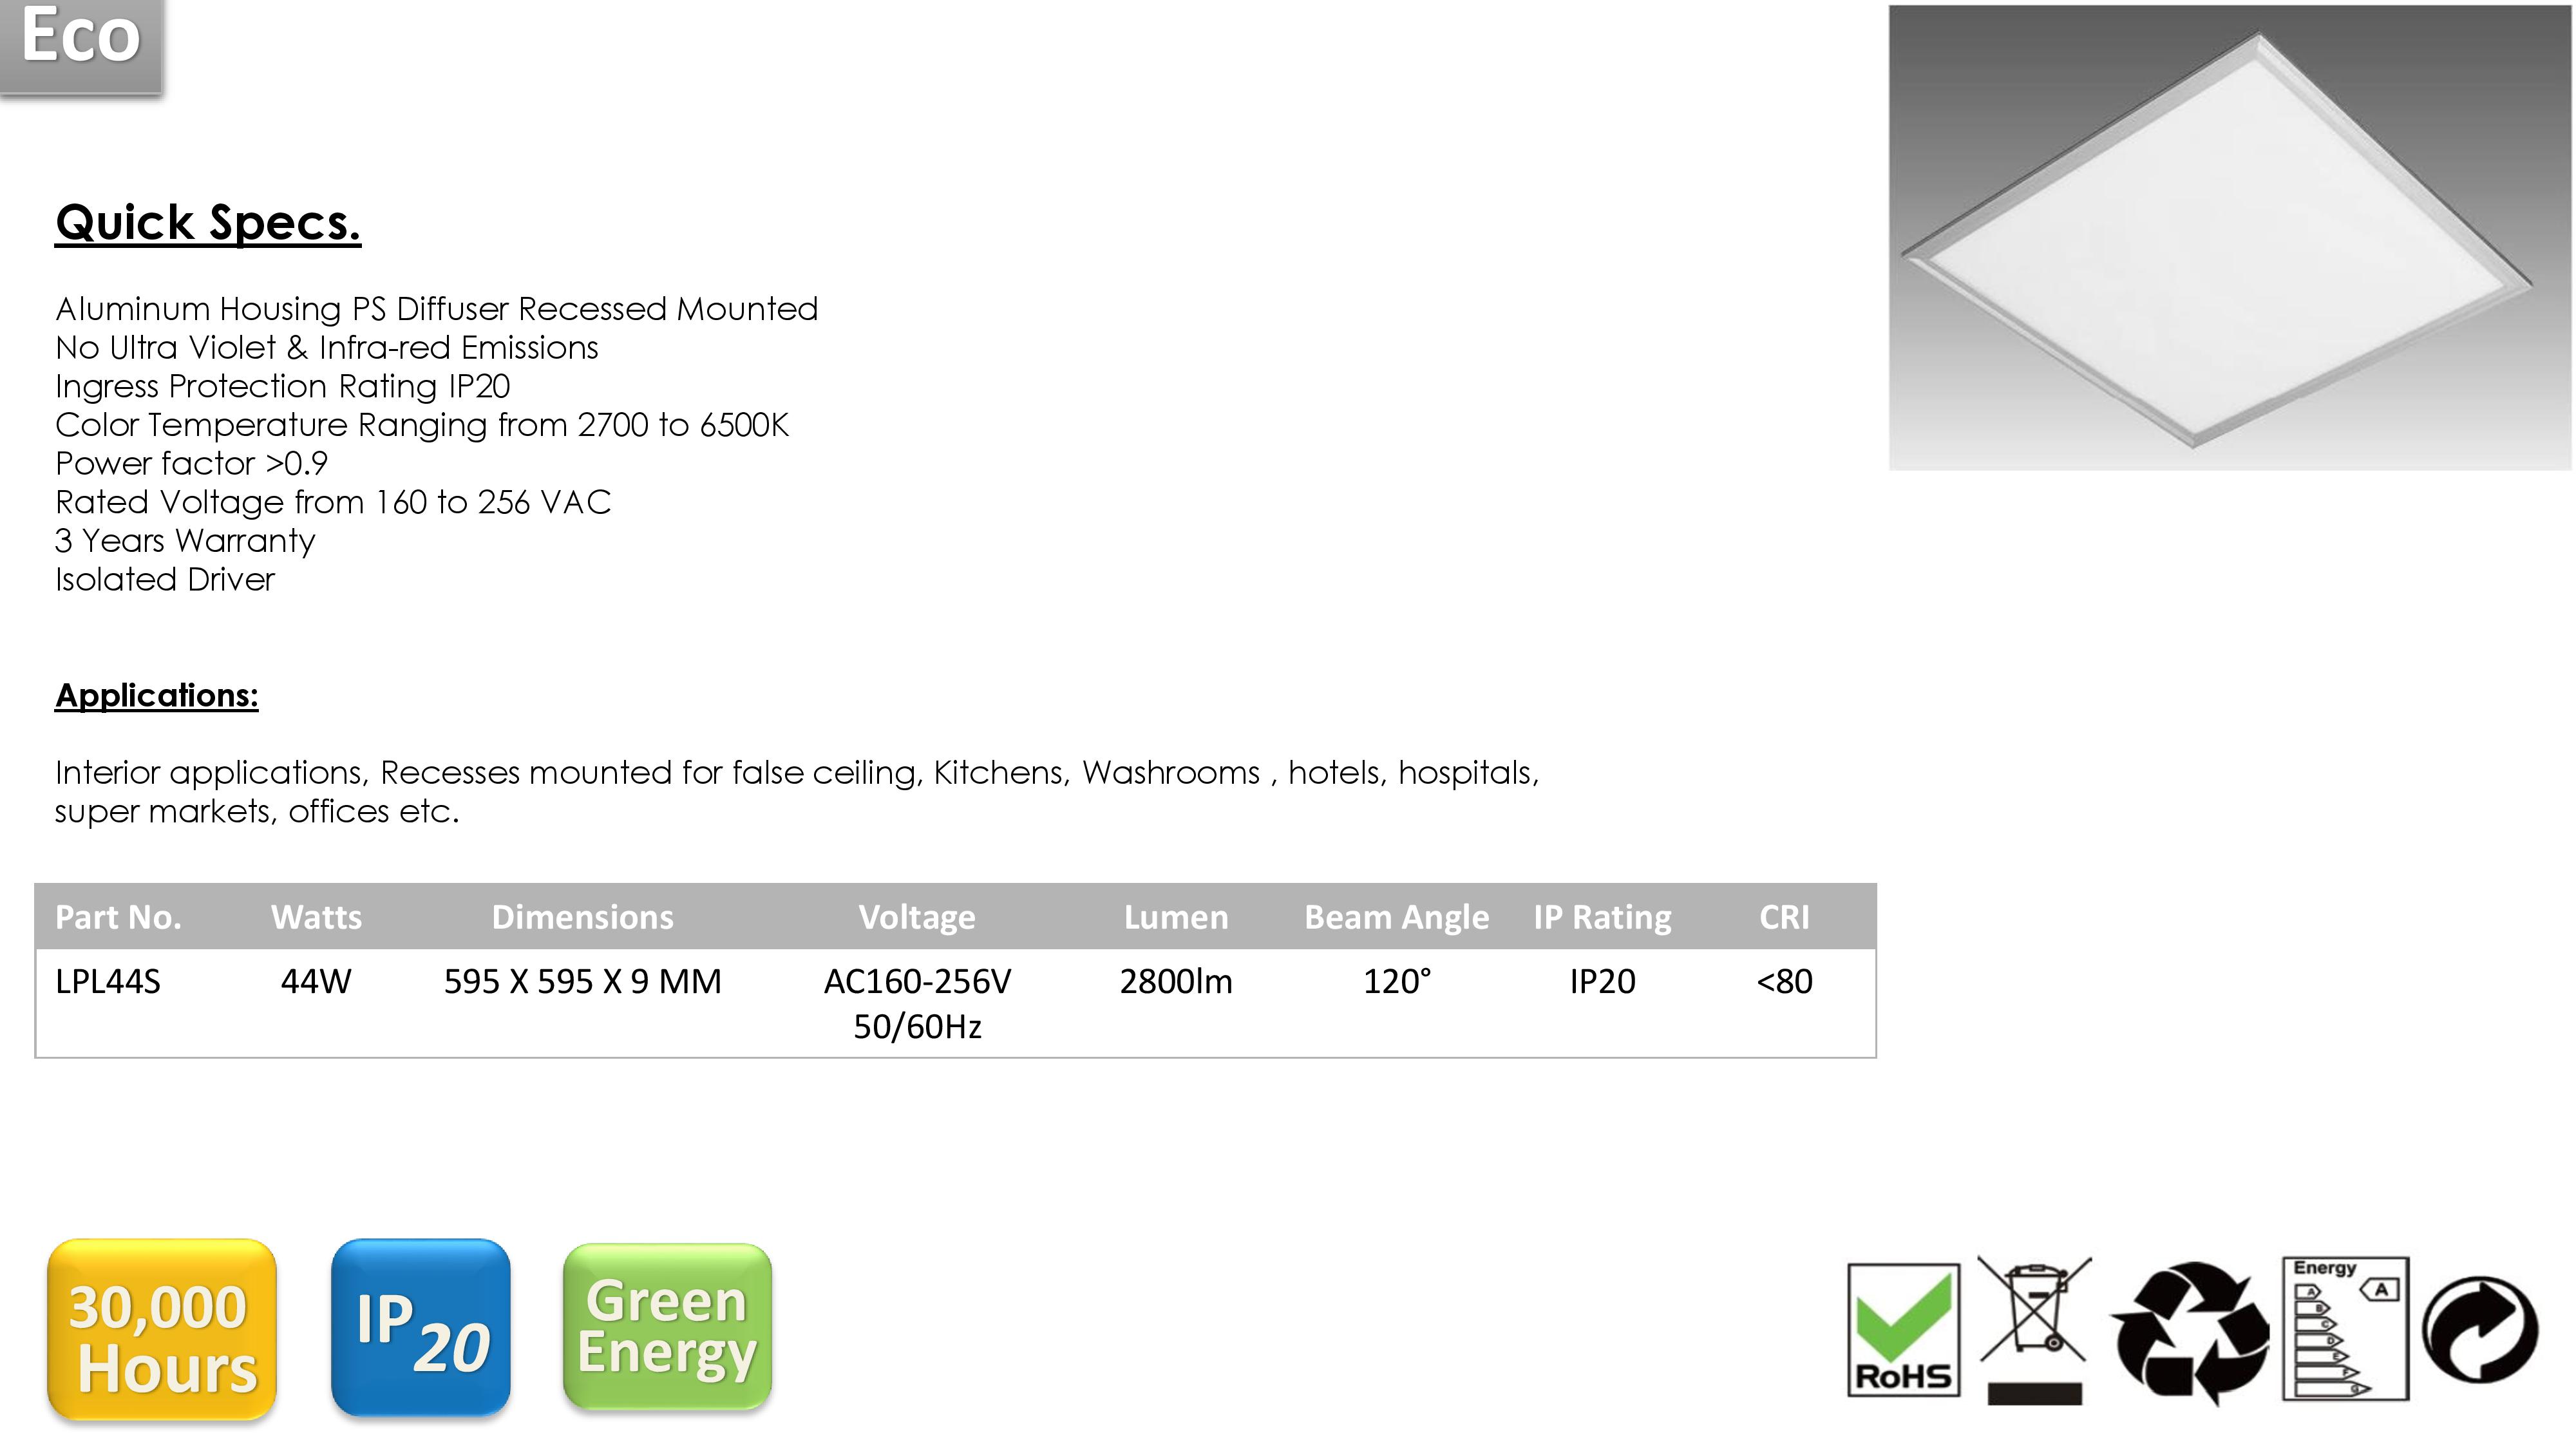 Eco
Quick Specs.
Aluminum Housing PS Diffuser Recessed Mounted
No Ultra Violet & Infra-red Emissions
Ingress Protection Rating IP20
Color Temperature Ranging from 2700 to 6500K
Power factor >0.9
Rated Voltage from 160 to 256 VAC
3 Years Warranty
Isolated Driver
Applications:
Interior applications, Recesses mounted for false ceiling, Kitchens, Washrooms , hotels, hospitals,
super markets, offices etc.
Part No. Watts Dimensions Voltage Lumen Beam Angle IP Rating CRI
LPL44S 44W 595 X 595 X 9 MM AC160-256V 2800lm 120° IP20 <80
50/60Hz
30,000
Hours
IP20
Green
Energy
RoHS
Energy
A
A
B
C
D
E
F
G